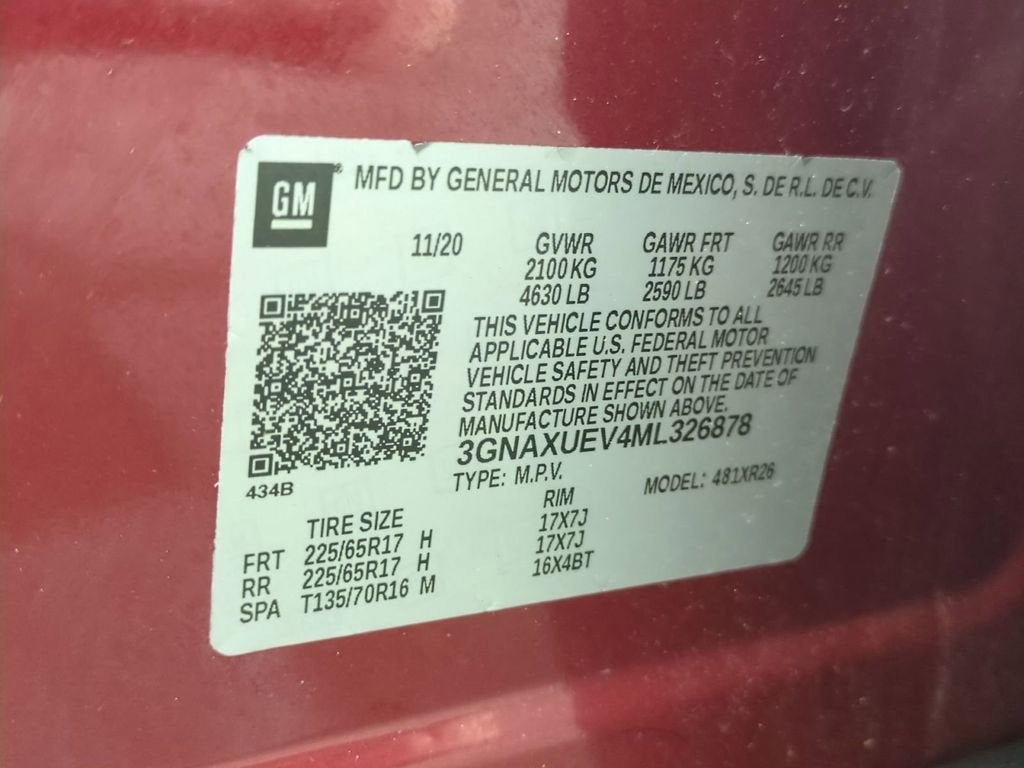 GM® MFD BY GENERAL MOTORS DE MEXICO, S. DE R.L. DE C.V.
11/20 GVWR GAWR FRT GAWR RR
2100 KG 1175 KG 1200 KG
4630 LB 2590 LB 2645 LB
THIS VEHICLE CONFORMS TO ALL
APPLICABLE U.S. FEDERAL MOTOR
VEHICLE SAFETY AND THEFT PREVENTION
STANDARDS IN EFFECT ON THE DATE OF
MANUFACTURE SHOWN ABOVE.
3GNAXUEV4ML326878
434B
TYPE: M.P.V. MODEL: 481XR26
TIRE SIZE RIM
FRT 225/65R17 H 17X7J
RR 225/65R17 H 17X7J
SPA T135/70R16 M 16X4BT